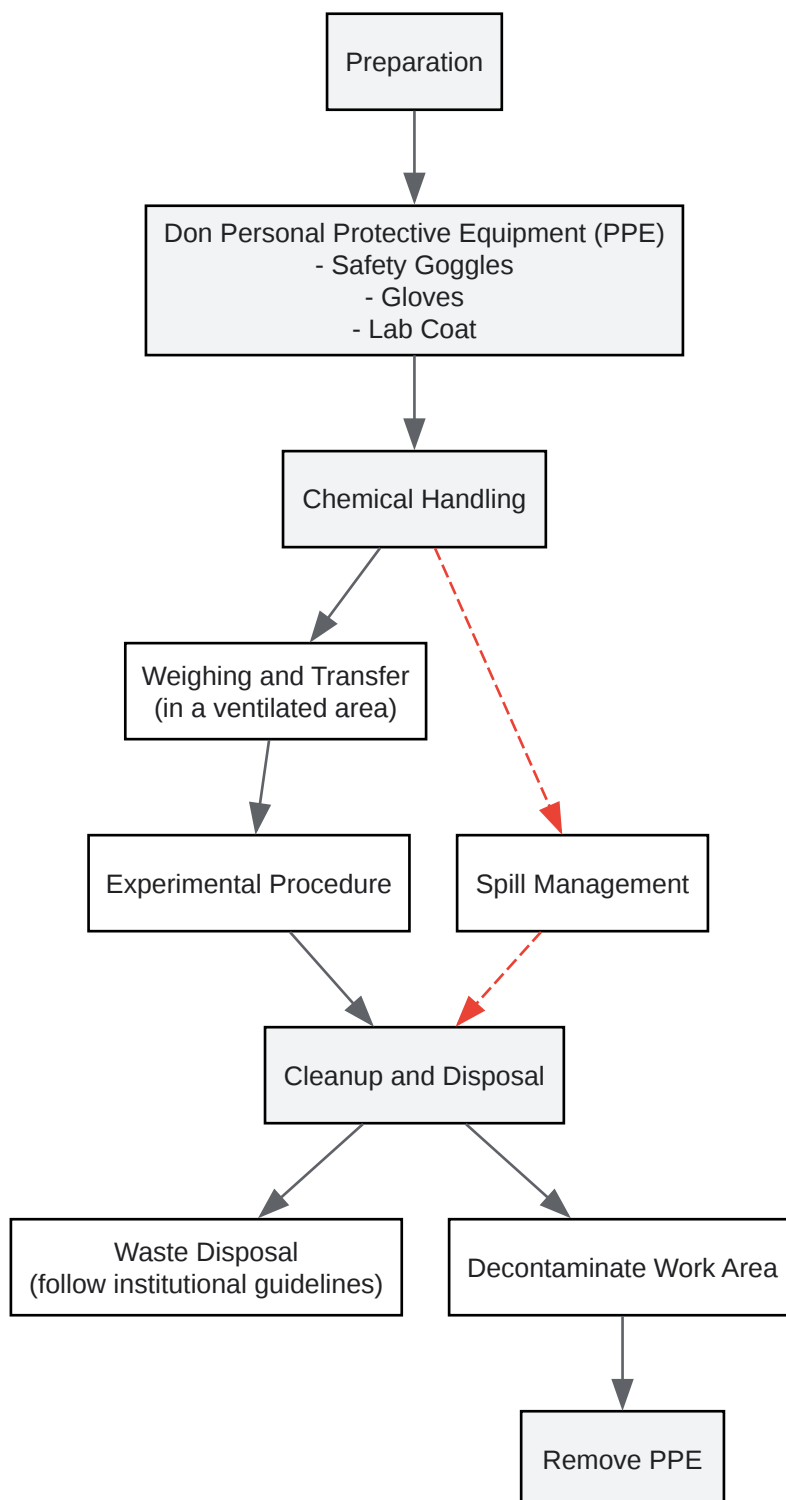 Preparation
Don Personal Protective Equipment (PPE)
- Safety Goggles
- Gloves
- Lab Coat
Chemical Handling
Weighing and Transfer
(in a ventilated area)
Experimental Procedure
Spill Management
Cleanup and Disposal
Waste Disposal
(follow institutional guidelines)
Decontaminate Work Area
Remove PPE